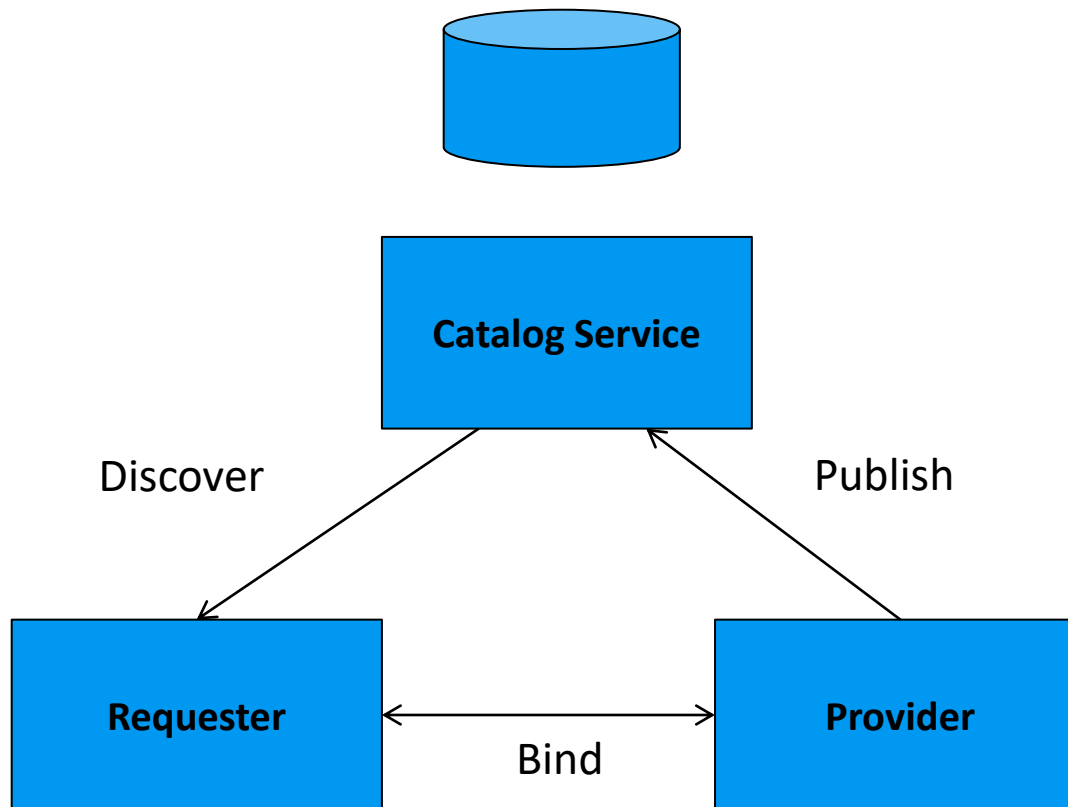 Catalog Service
Discover
Publish
Requester
Provider
Bind